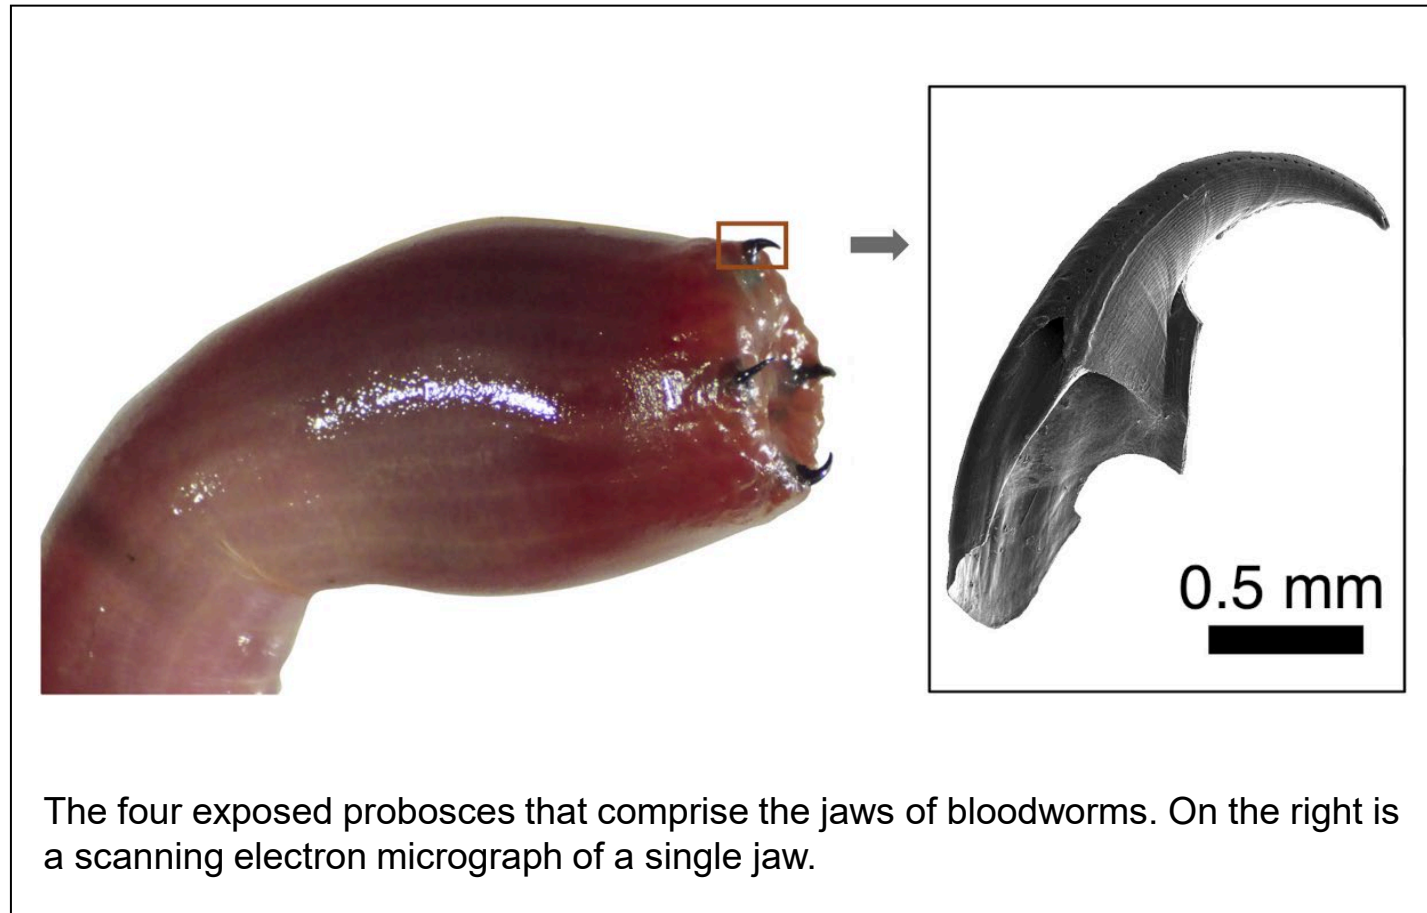 0.5 mm
The four exposed probosces that comprise the jaws of bloodworms. On the right is
a scanning electron micrograph of a single jaw.